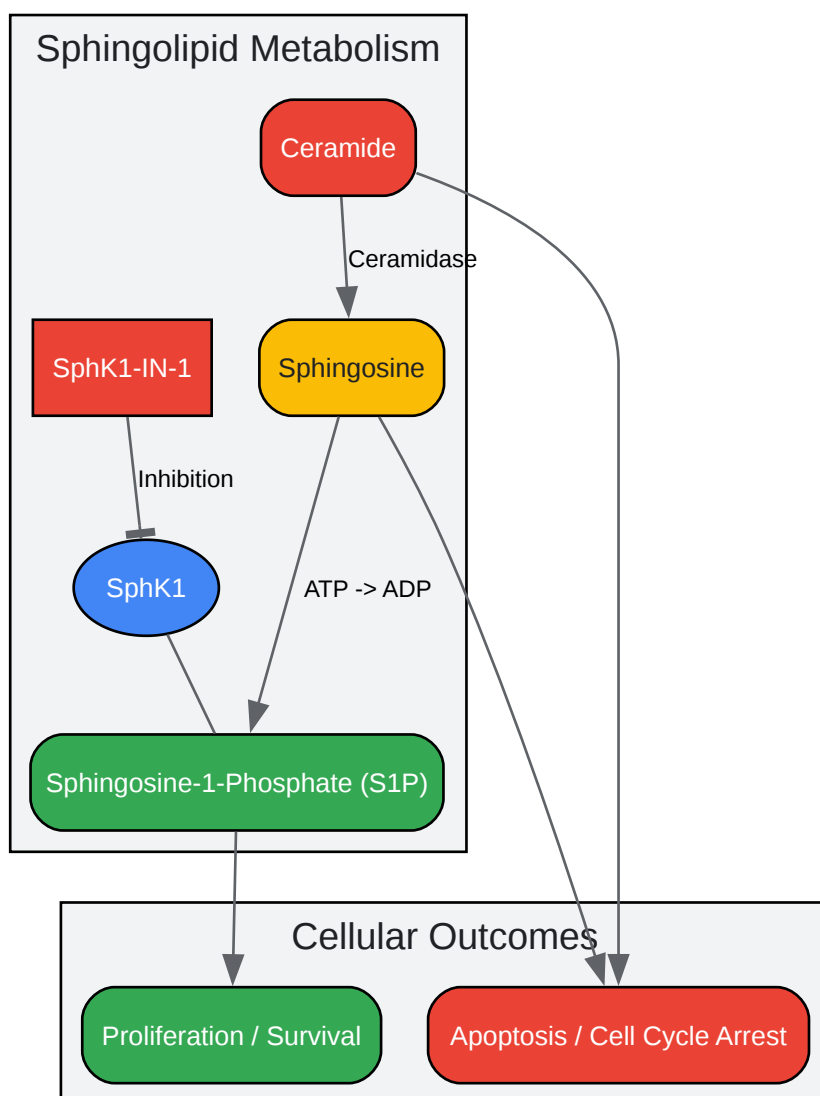 Sphingolipid Metabolism
Ceramide
Ceramidase
SphK1-IN-1
Sphingosine
Inhibition
SphK1
ATP -> ADP
Sphingosine-1-Phosphate (S1P)
Cellular Outcomes
Proliferation / Survival
Apoptosis / Cell Cycle Arrest